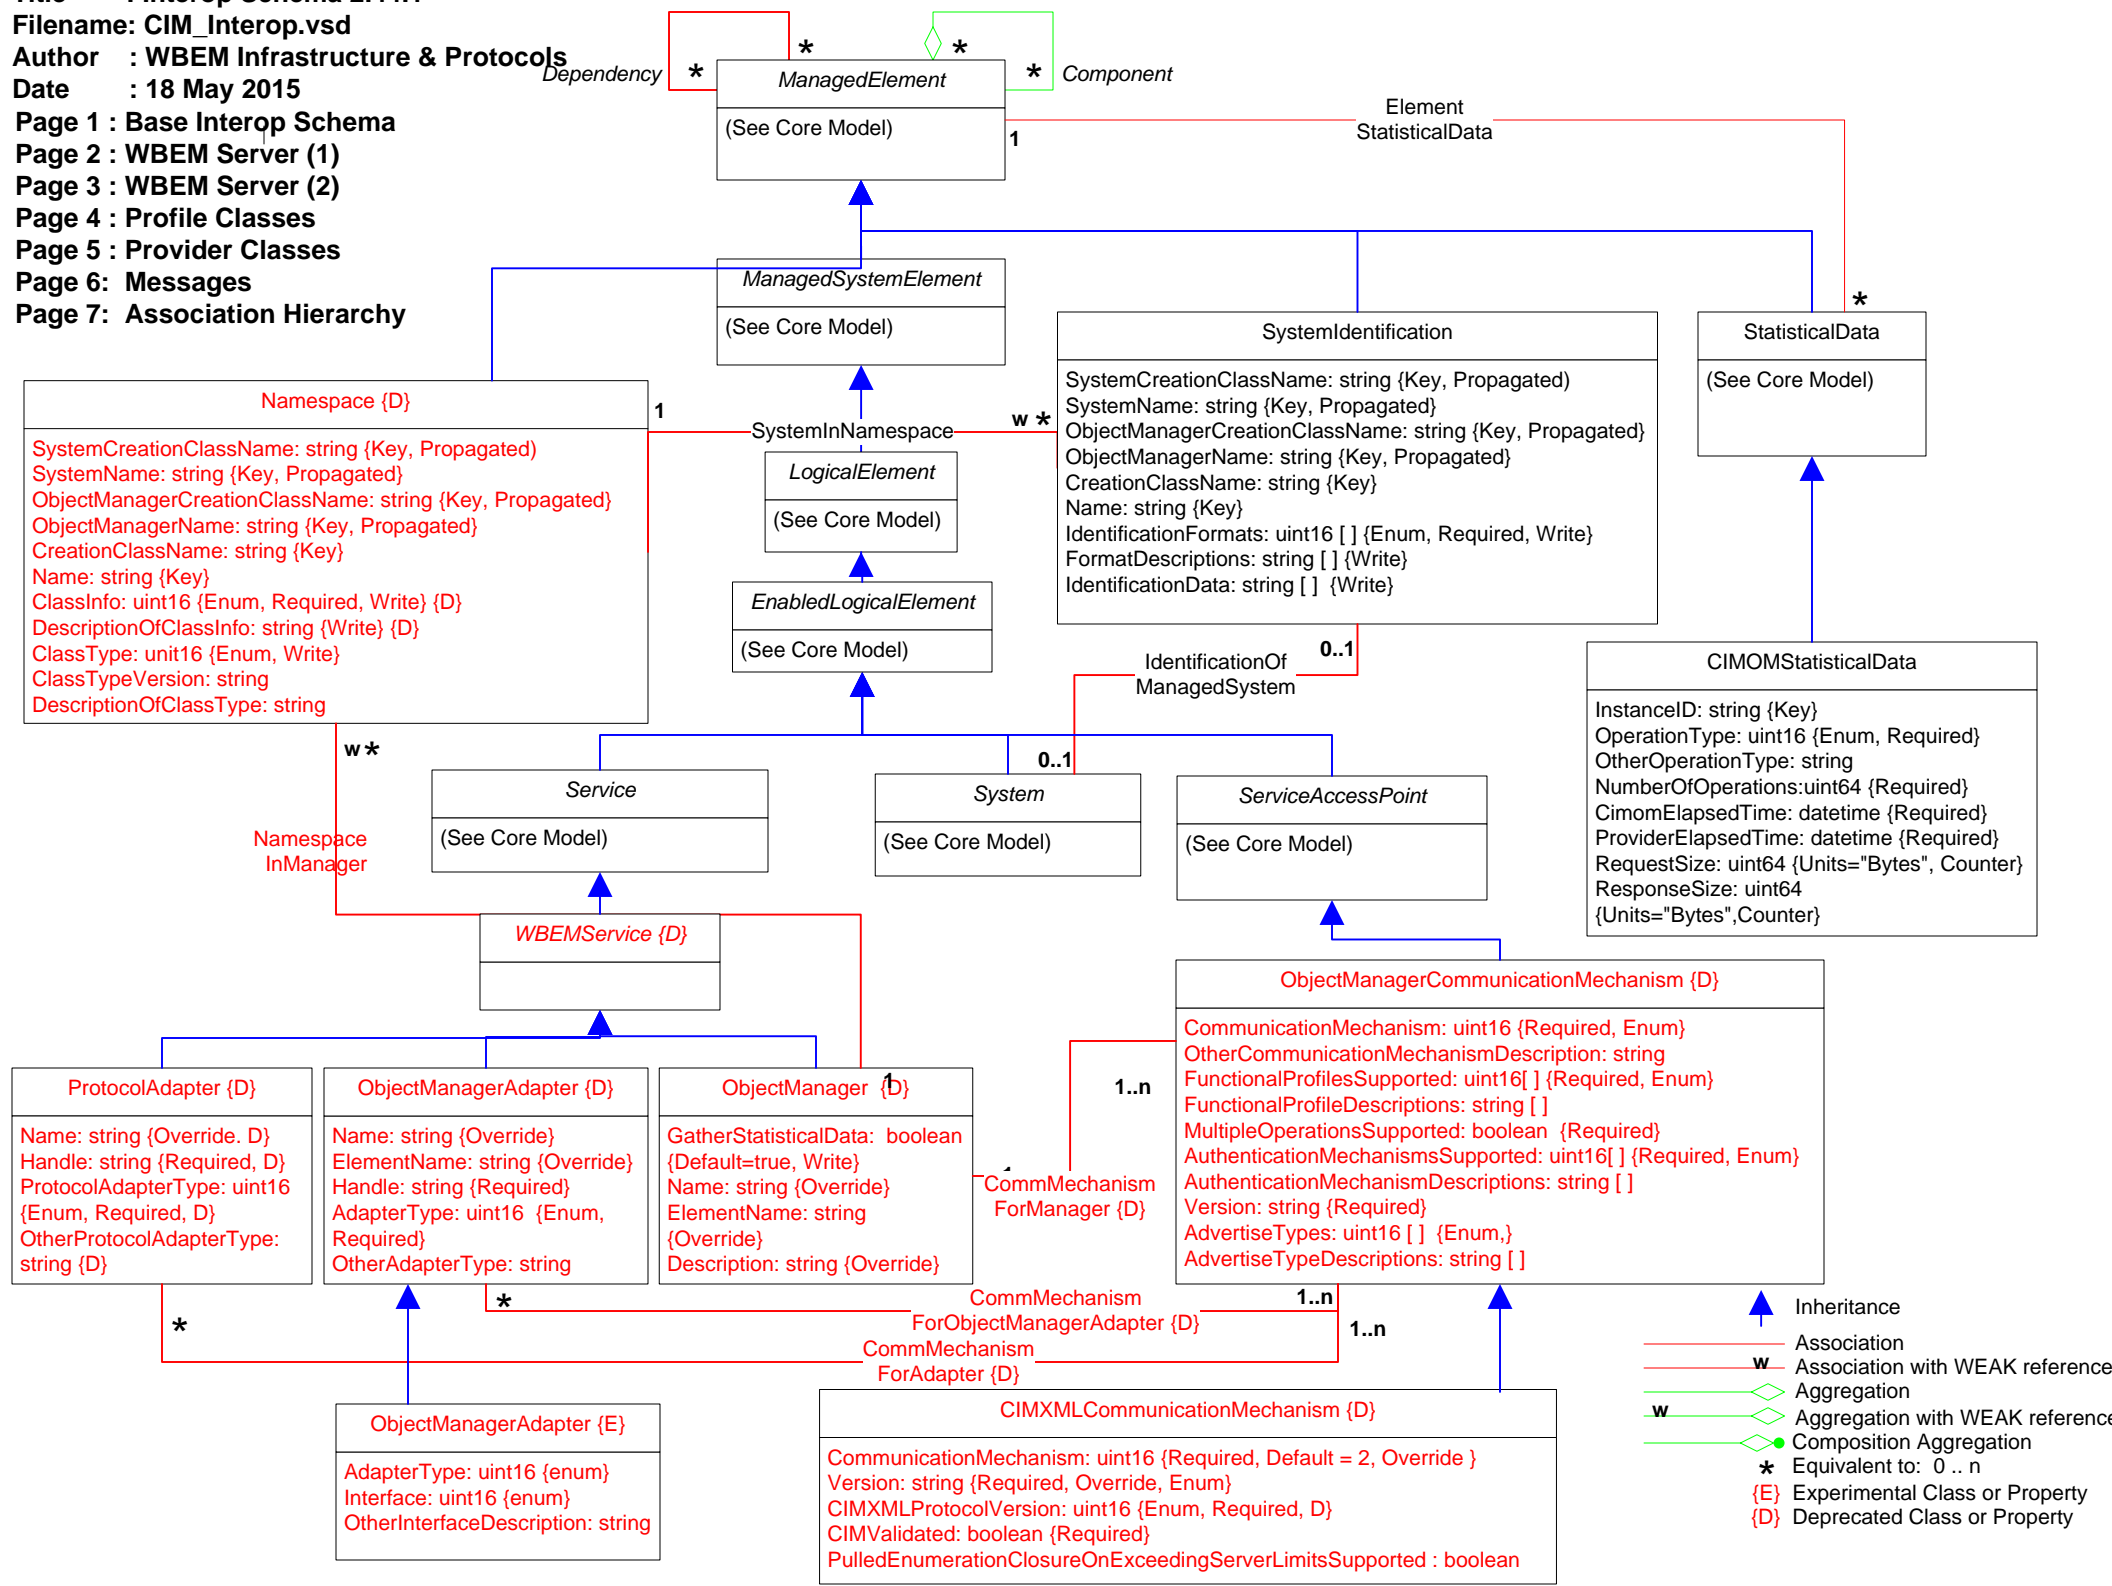 Filename: CIM_Interop.vsd
Author : WBEM Infrastructure & Protocols
Date : 18 May 2015
Page 1 : Base Interop Schema
Page 2 : WBEM Server (1)
Page 3 : WBEM Server (2)
Page 4 : Profile Classes
Page 5 : Provider Classes
Page 6: Messages
Page 7: Association Hierarchy
Dependency
*
*
*
*
Component
ManagedElement
(See Core Model)
1
Element
StatisticalData
*
ManagedSystemElement
(See Core Model)
SystemIdentification
SystemCreationClassName: string {Key, Propagated)
SystemName: string {Key, Propagated}
ObjectManagerCreationClassName: string {Key, Propagated}
ObjectManagerName: string {Key, Propagated}
CreationClassName: string {Key}
Name: string {Key}
IdentificationFormats: uint16 [ ] {Enum, Required, Write}
FormatDescriptions: string [ ] {Write}
IdentificationData: string [ ] {Write}
StatisticalData
(See Core Model)
Namespace {D}
SystemCreationClassName: string {Key, Propagated)
SystemName: string {Key, Propagated}
ObjectManagerCreationClassName: string {Key, Propagated}
ObjectManagerName: string {Key, Propagated}
CreationClassName: string {Key}
Name: string {Key}
ClassInfo: uint16 {Enum, Required, Write} {D}
DescriptionOfClassInfo: string {Write} {D}
ClassType: unit16 {Enum, Write}
ClassTypeVersion: string
DescriptionOfClassType: string
1
SystemInNamespace
w *
LogicalElement
(See Core Model)
EnabledLogicalElement
(See Core Model)
IdentificationOf
ManagedSystem
0..1
0..1
CIMOMStatisticalData
InstanceID: string {Key}
OperationType: uint16 {Enum, Required}
OtherOperationType: string
NumberOfOperations:uint64 {Required}
CimomElapsedTime: datetime {Required}
ProviderElapsedTime: datetime {Required}
RequestSize: uint64 {Units="Bytes", Counter}
ResponseSize: uint64
{Units="Bytes",Counter}
w *
Namespace
InManager
Service
(See Core Model)
System
(See Core Model)
ServiceAccessPoint
(See Core Model)
WBEMService {D}
ObjectManagerCommunicationMechanism {D}
CommunicationMechanism: uint16 {Required, Enum}
OtherCommunicationMechanismDescription: string
FunctionalProfilesSupported: uint16[ ] {Required, Enum}
FunctionalProfileDescriptions: string [ ]
MultipleOperationsSupported: boolean {Required}
AuthenticationMechanismsSupported: uint16[ ] {Required, Enum}
AuthenticationMechanismDescriptions: string [ ]
Version: string {Required}
AdvertiseTypes: uint16 [ ] {Enum,}
AdvertiseTypeDescriptions: string [ ]
ProtocolAdapter {D}
Name: string {Override. D}
Handle: string {Required, D}
ProtocolAdapterType: uint16
{Enum, Required, D}
OtherProtocolAdapterType:
string {D}
ObjectManagerAdapter {D}
Name: string {Override}
ElementName: string {Override}
Handle: string {Required}
AdapterType: uint16 {Enum,
Required}
OtherAdapterType: string
ObjectManager {D}
1
GatherStatisticalData: boolean
{Default=true, Write}
Name: string {Override}
ElementName: string
{Override}
Description: string {Override}
1..n
CommMechanism
ForManager {D}
*
*
CommMechanism
ForObjectManagerAdapter {D}
1..n
CommMechanism
ForAdapter {D}
1..n
ObjectManagerAdapter {E}
AdapterType: uint16 {enum}
Interface: uint16 {enum}
OtherInterfaceDescription: string
CIMXMLCommunicationMechanism {D}
CommunicationMechanism: uint16 {Required, Default = 2, Override }
Version: string {Required, Override, Enum}
CIMXMLProtocolVersion: uint16 {Enum, Required, D}
CIMValidated: boolean {Required}
PulledEnumerationClosureOnExceedingServerLimitsSupported : boolean
Inheritance
Association
w Association with WEAK reference
Aggregation
w Aggregation with WEAK reference
Composition Aggregation
* Equivalent to: 0 .. n
{E} Experimental Class or Property
{D} Deprecated Class or Property